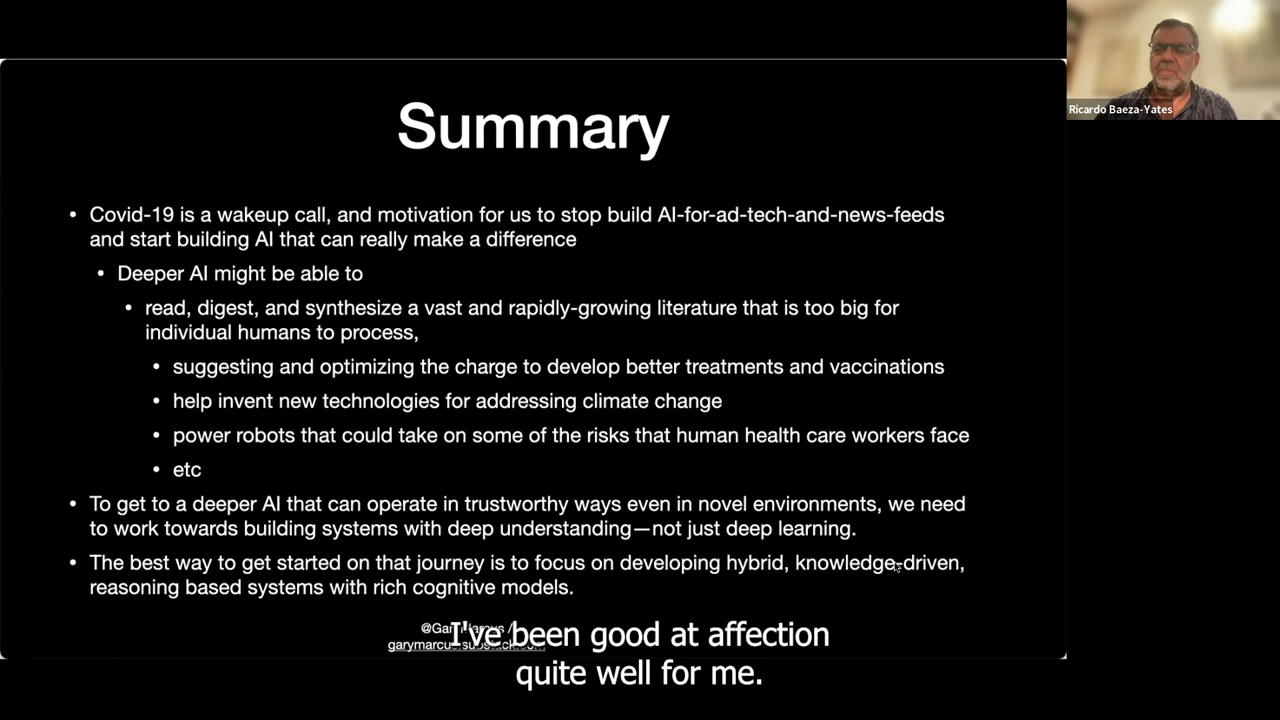 Summary
• Covid-19 is a wakeup call, and motivation for us to stop build AI-for-ad-tech-and-news-feeds
and start building AI that can really make a difference
• Deeper AI might be able to
• read, digest, and synthesize a vast and rapidly-growing literature that is too big for
individual humans to process,
• suggesting and optimizing the charge to develop better treatments and vaccinations
• help invent new technologies for addressing climate change
• power robots that could take on some of the risks that human health care workers face
• etc
• To get to a deeper AI that can operate in trustworthy ways even in novel environments, we need
to work towards building systems with deep understanding—not just deep learning.
• The best way to get started on that journey is to focus on developing hybrid, knowledge-driven,
reasoning based systems with rich cognitive models.
I've been good at affection
quite well for me.
Ricardo Baeza-Yates